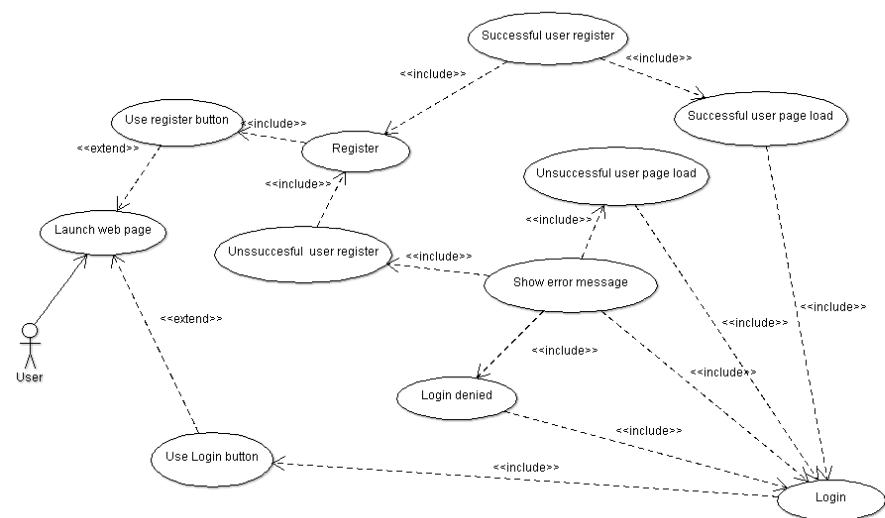 Successful user register
<<include>>
<<include>>
Use register button
<<include>>
Successful user page load
<<extend>>
Register
Unsuccessful user page load
<<include>>
<<include>>
Launch web page
Unssuccesful user register
<<include>>
Show error message
<<include>>
<<extend>>
<<include>>
<<include>>
<<include>>
<<include>>
User
Login denied
<<include>>
Use Login button
<<include>>
Login